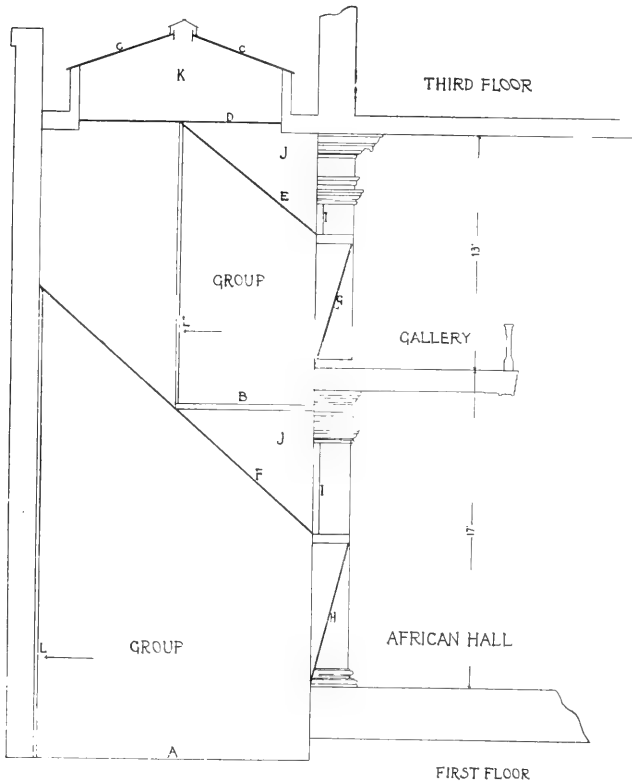 C
C
K
THIRD FLOOR
D
J
E
I
13'
GROUP
G
GALLERY
L
B
J
F
I
17'
H
AFRICAN HALL
L
GROUP
A
FIRST FLOOR